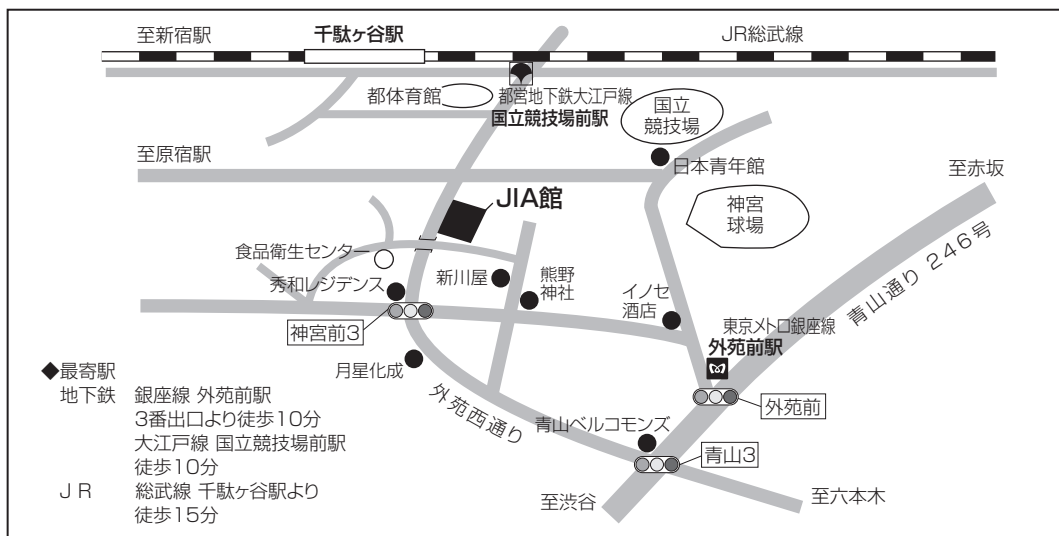 至新宿駅
千駄ヶ谷駅
JR総武線
都体育館
都営地下鉄大江戸線
国立競技場前駅
国立
競技場
至原宿駅
日本青年館
至赤坂
JIA館
神宮
球場
食品衛生センター
秀和レジデンス
新川屋
熊野
神社
イノセ
酒店
青山通り 246号
神宮前3
東京メトロ銀座線
外苑前駅
月星化成
外苑西通り
外苑前
青山ベルコモンズ
青山3
至渋谷
至六本木
◆最寄駅
地下鉄 銀座線 外苑前駅
3番出口より徒歩10分
大江戸線 国立競技場前駅
徒歩10分
JR 総武線 千駄ヶ谷駅より
徒歩15分